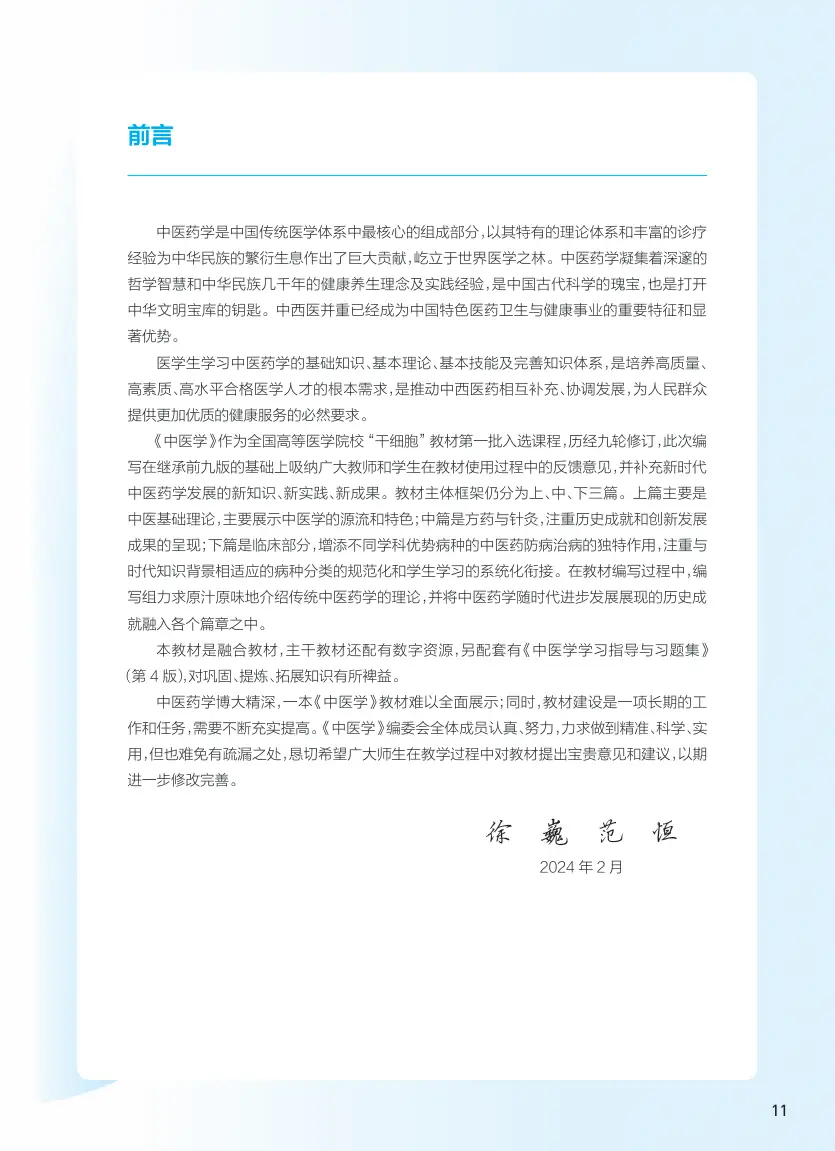 前言
中医药学是中国传统医学体系中最核心的组成部分，以其特有的理论体系和丰富的诊疗
经验为中华民族的繁衍生息作出了巨大贡献，屹立于世界医学之林。中医药学凝集着深邃的
哲学智慧和中华民族几千年的健康养生理念及实践经验，是中国古代科学的瑰宝，也是打开
中华文明宝库的钥匙。中西医并重已经成为中国特色医药卫生与健康事业的重要特征和显
著优势。
医学生学习中医药学的基础知识、基本理论、基本技能及完善知识体系，是培养高质量、
高素质、高水平合格医学人才的根本需求，是推动中西医药相互补充、协调发展，为人民群众
提供更加优质的健康服务的必然要求。
《中医学》作为全国高等医学院校“干细胞”教材第一批入选课程，历经九轮修订，此次编
写在继承前九版的基础上吸纳广大教师和学生在教材使用过程中的反馈意见，并补充新时代
中医药学发展的新知识、新实践、新成果。教材主体框架仍分为上、中、下三篇。上篇主要是
中医基础理论，主要展示中医学的源流和特色；中篇是方药与针灸，注重历史成就和创新发展
成果的呈现；下篇是临床部分，增添不同学科优势病种的中医药防病治病的独特作用，注重与
时代知识背景相适应的病种分类的规范化和学生学习的系统化衔接。在教材编写过程中，编
写组力求原汁原味地介绍传统中医药学的理论，并将中医药学随时代进步发展展现的历史成
就融入各个篇章之中。
本教材是融合教材，主干教材还配有数字资源，另配套有《中医学学习指导与习题集》
（第4版），对巩固、提炼、拓展知识有所裨益。
中医药学博大精深，一本《中医学》教材难以全面展示；同时，教材建设是一项长期的工
作和任务，需要不断充实提高。《中医学》编委会全体成员认真、努力，力求做到精准、科学、实
用，但也难免有疏漏之处，恳切希望广大师生在教学过程中对教材提出宝贵意见和建议，以期
进一步修改完善。
徐 巍 范 恒
2024年2月
11